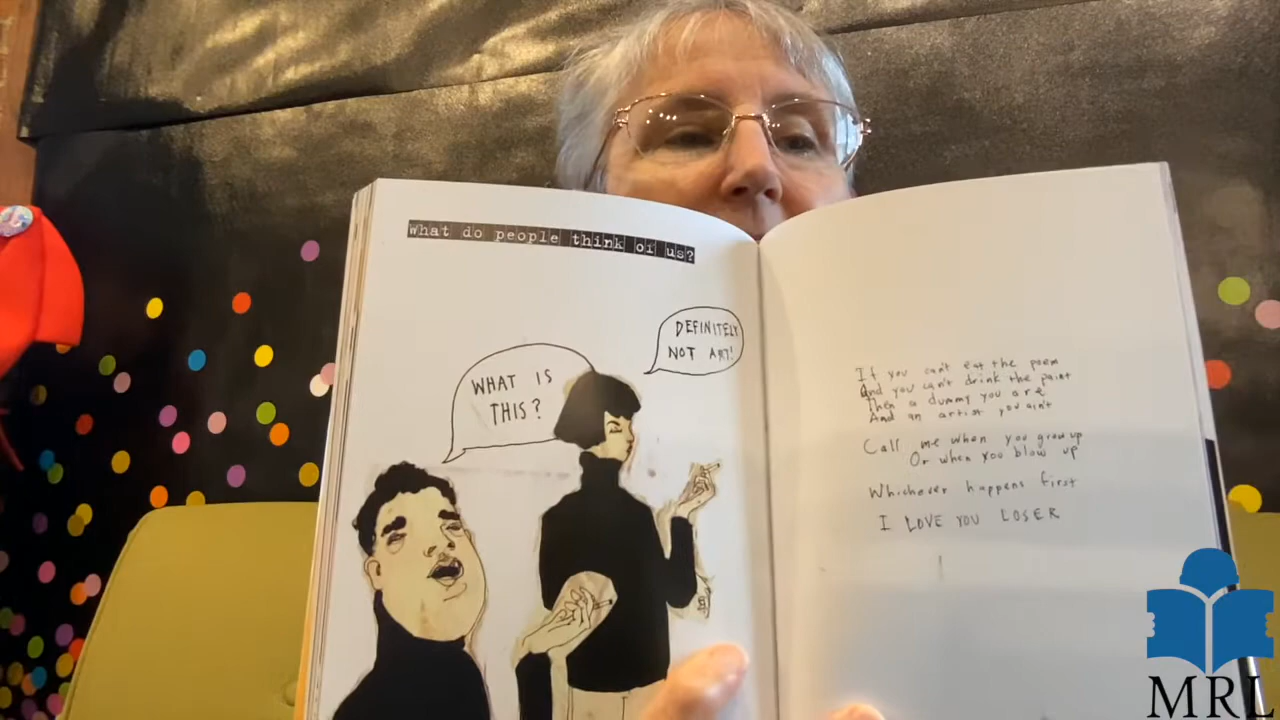 What do people think of us?
DEFINITELY
NOT ART!
WHAT IS
THIS?
If you can't eat the poem
And you can't drink the paint
Then a dummy you are
And an artist you ain't
Call me when you grow up
Or when you blow up
Whichever happens first
I LOVE YOU LOSER
MRL